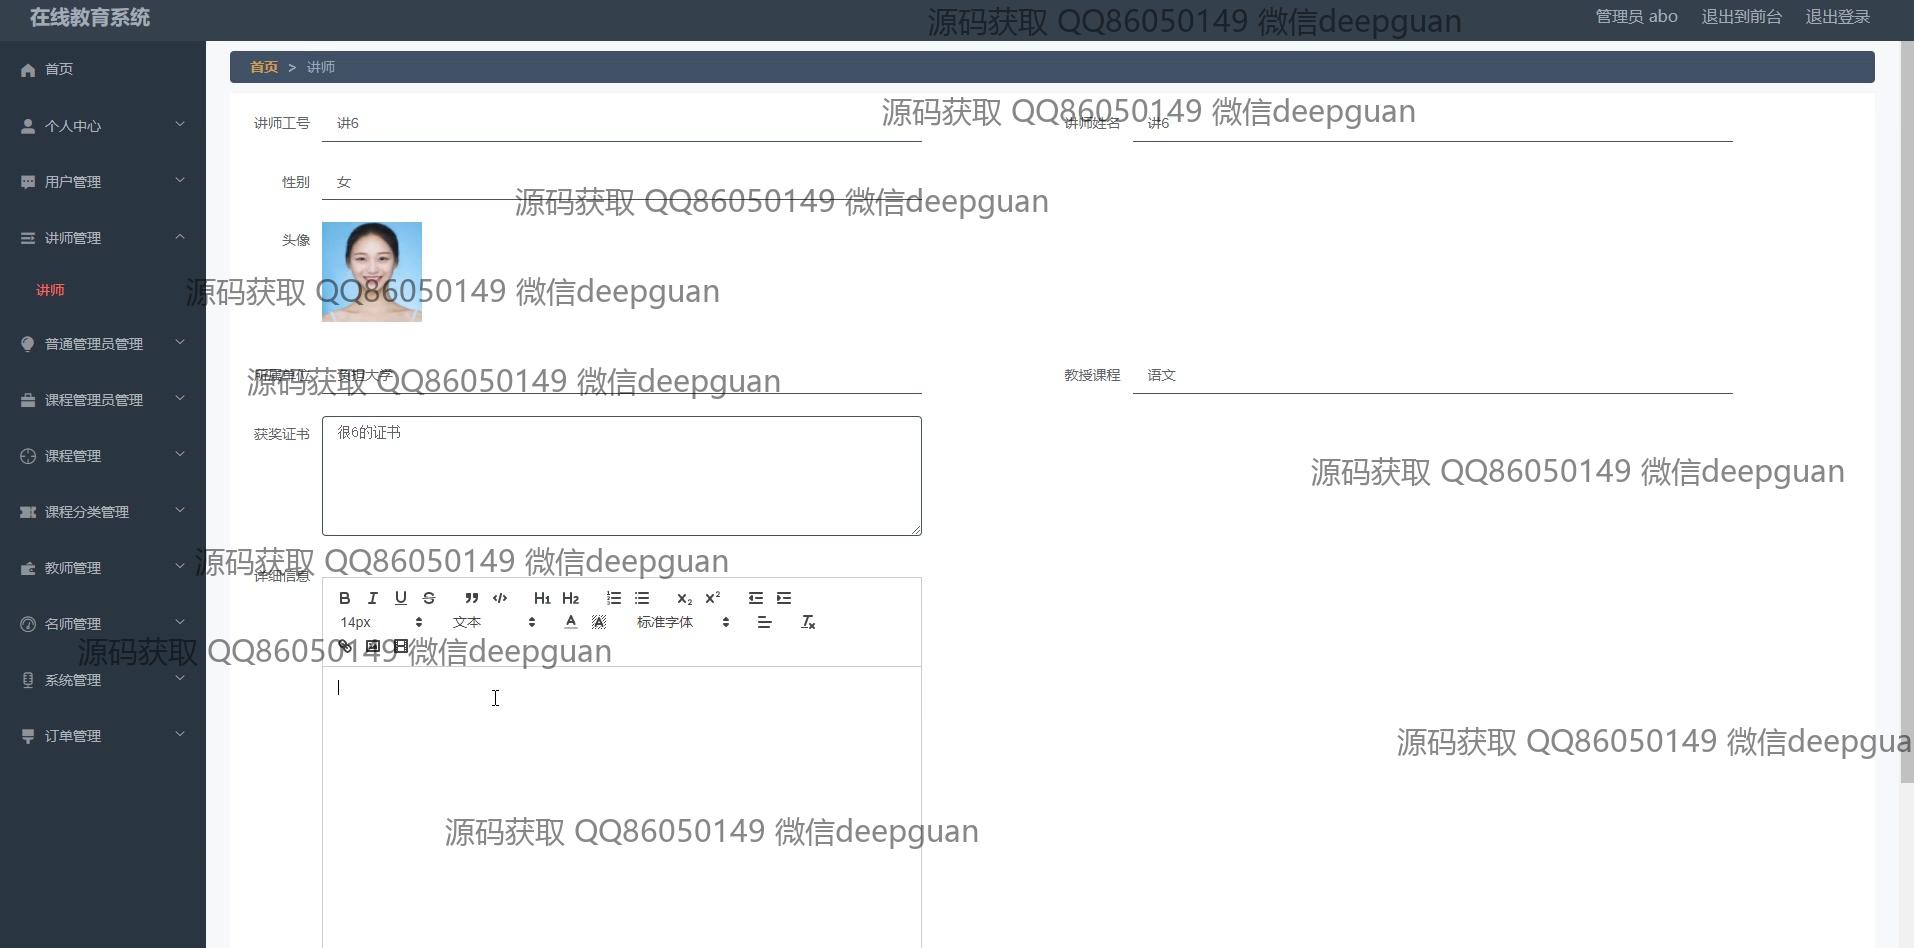 在线教育系统
管理员 abo 退出到前台 退出登录
源码获取 QQ86050149 微信deepguan
首页
个人中心
用户管理
讲师管理
讲师
普通管理员管理
课程管理员管理
课程管理
课程分类管理
教师管理
名师管理
系统管理
订单管理
首页 > 讲师
源码获取 QQ86050149 微信deepguan
讲师工号 讲6
讲师姓名 讲6
性别 女
源码获取 QQ86050149 微信deepguan
头像
源码获取 QQ86050149 微信deepguan
所属单位
源码获取 QQ86050149 微信deepguan
教授课程 语文
获奖证书 很6的证书
源码获取 QQ86050149 微信deepguan
源码获取 QQ86050149 微信deepguan
详细信息
B I U S H1 H2 X2 X2
14px 文本 A A 标准字体 Tx
源码获取 QQ86050149 微信deepguan
源码获取 QQ86050149 微信deepgua
源码获取 QQ86050149 微信deepguan